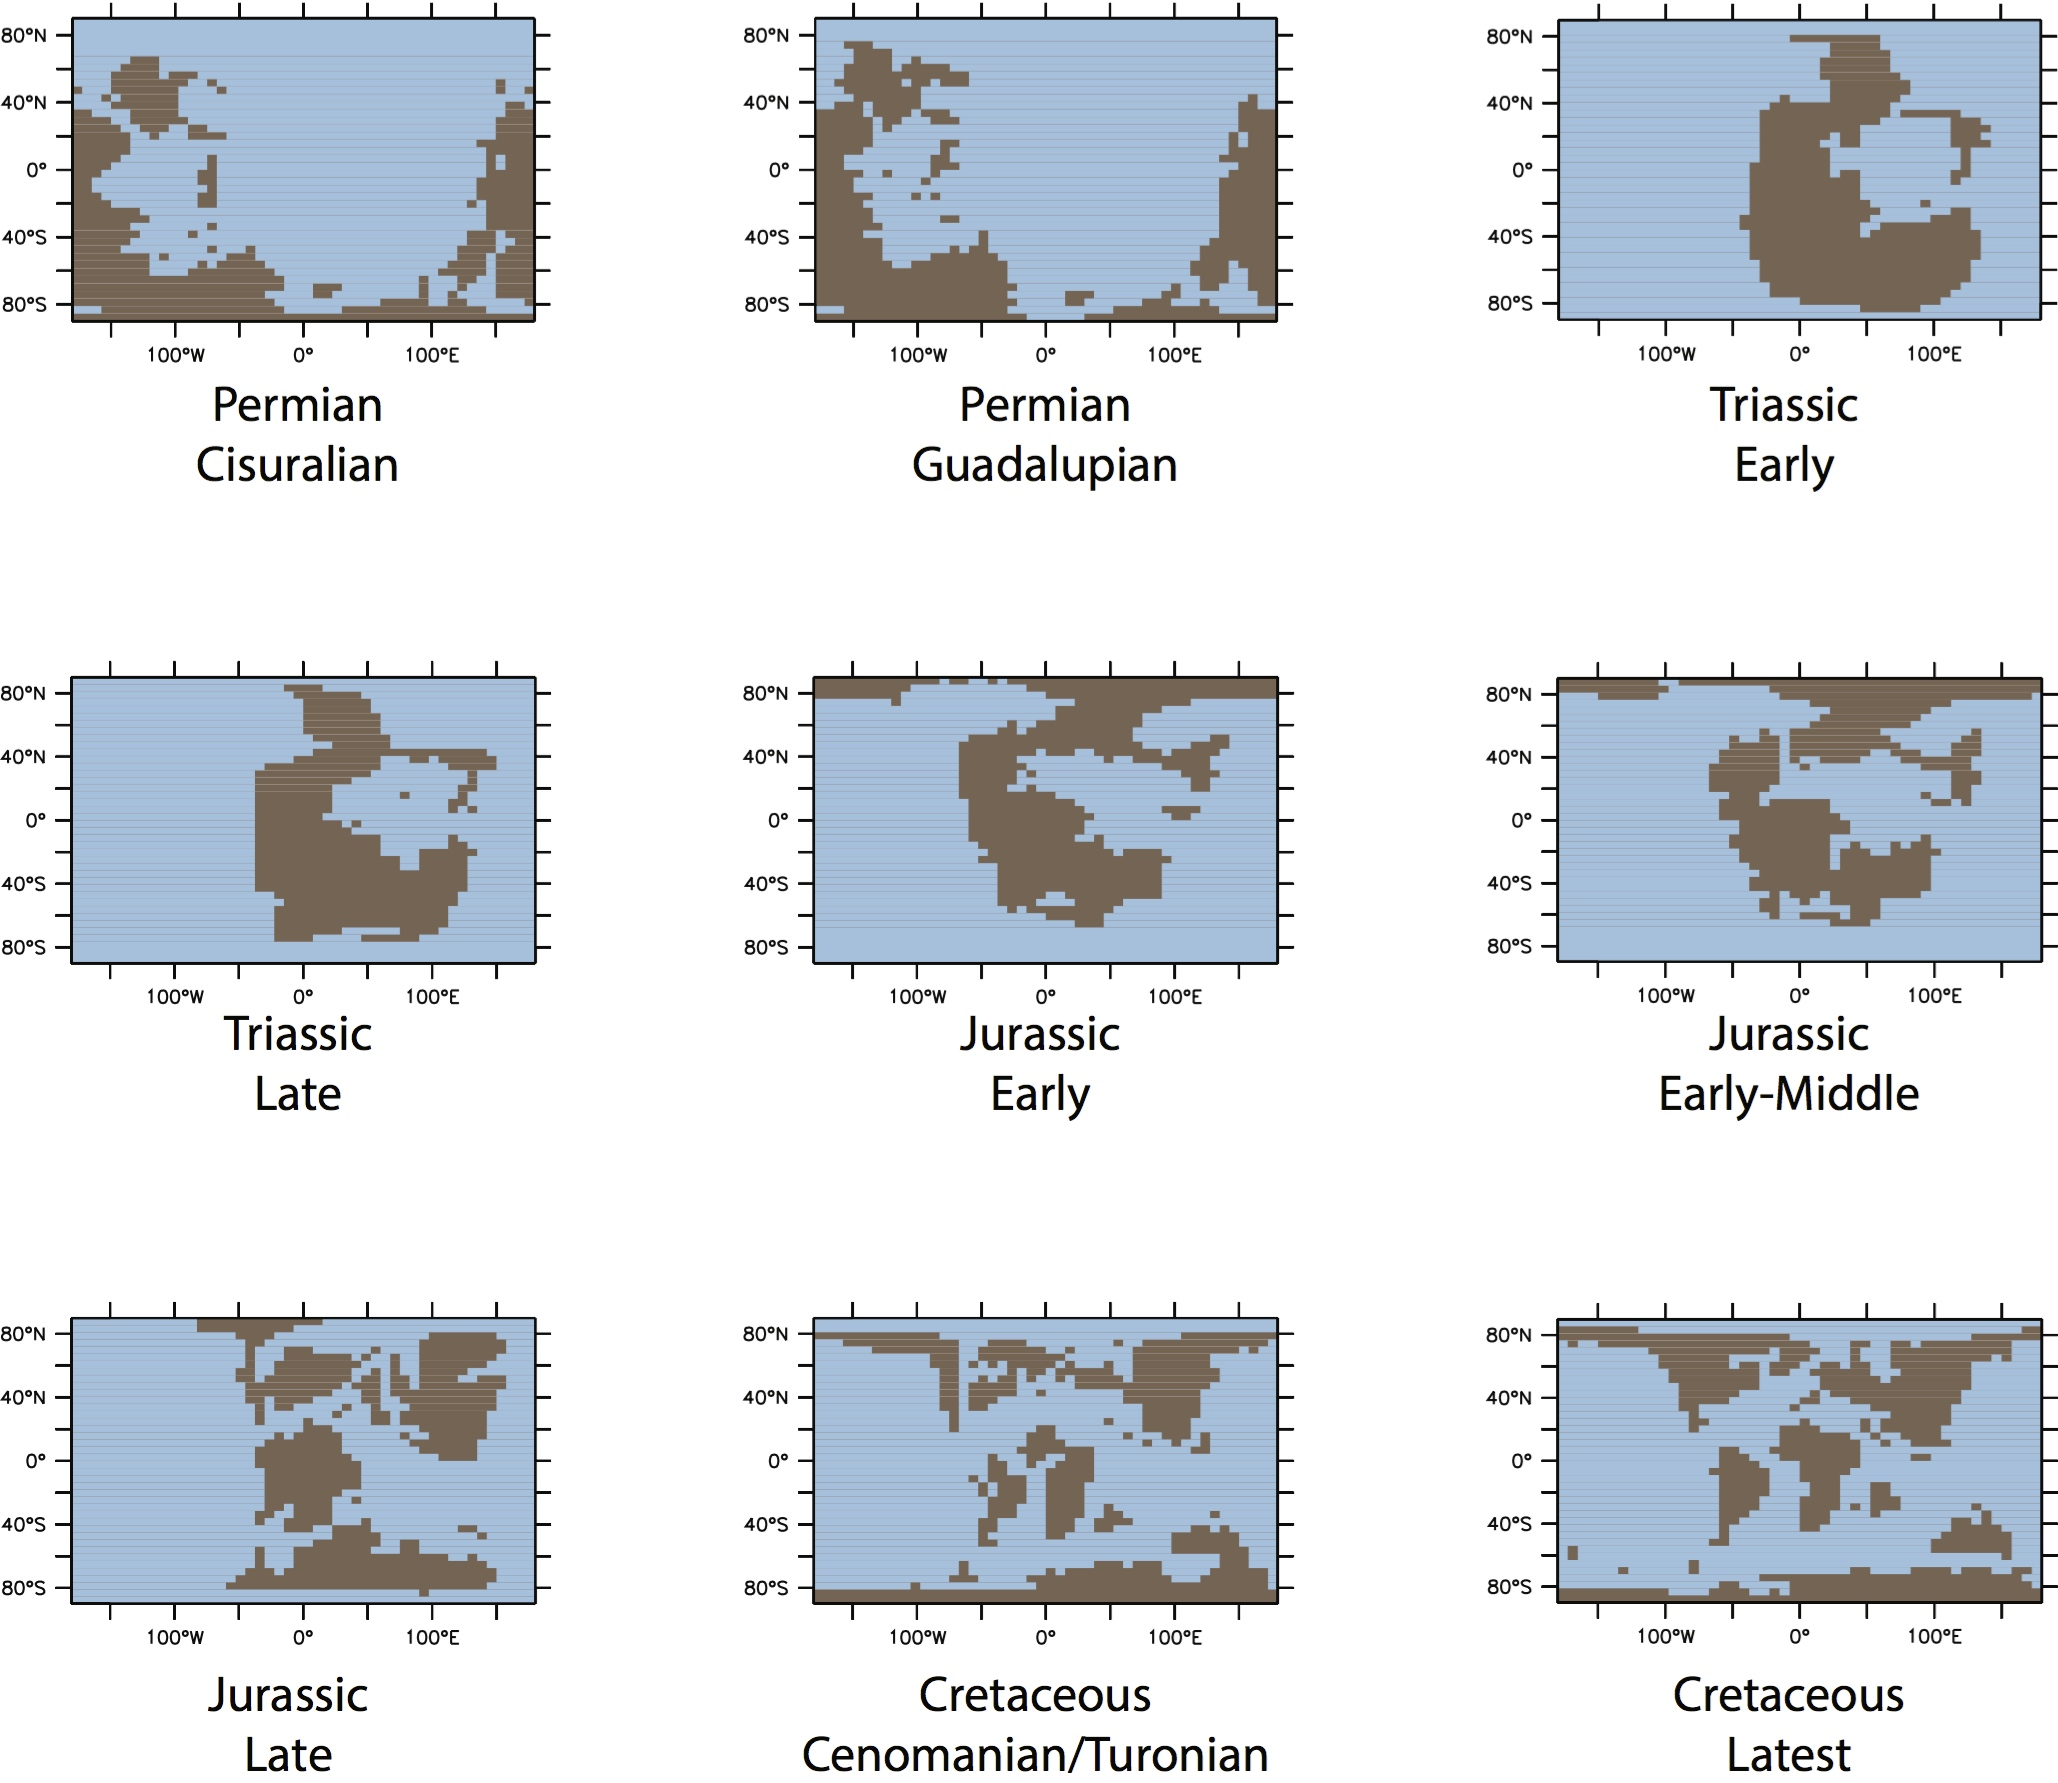 80°N 80°N 80°N
40°N 40°N 40°N
0° 0° 0°
40°S 40°S 40°S
80°S 80°S 80°S
100°W 0° 100°E 100°W 0° 100°E 100°W 0° 100°E
Permian Permian Triassic
Cisuralian Guadalupian Early
80°N 80°N 80°N
40°N 40°N 40°N
0° 0° 0°
40°S 40°S 40°S
80°S 80°S 80°S
100°W 0° 100°E 100°W 0° 100°E 100°W 0° 100°E
Triassic Jurassic Jurassic
Late Early Early-Middle
80°N 80°N 80°N
40°N 40°N 40°N
0° 0° 0°
40°S 40°S 40°S
80°S 80°S 80°S
100°W 0° 100°E 100°W 0° 100°E 100°W 0° 100°E
Jurassic Cretaceous Cretaceous
Late Cenomanian/Turonian Latest